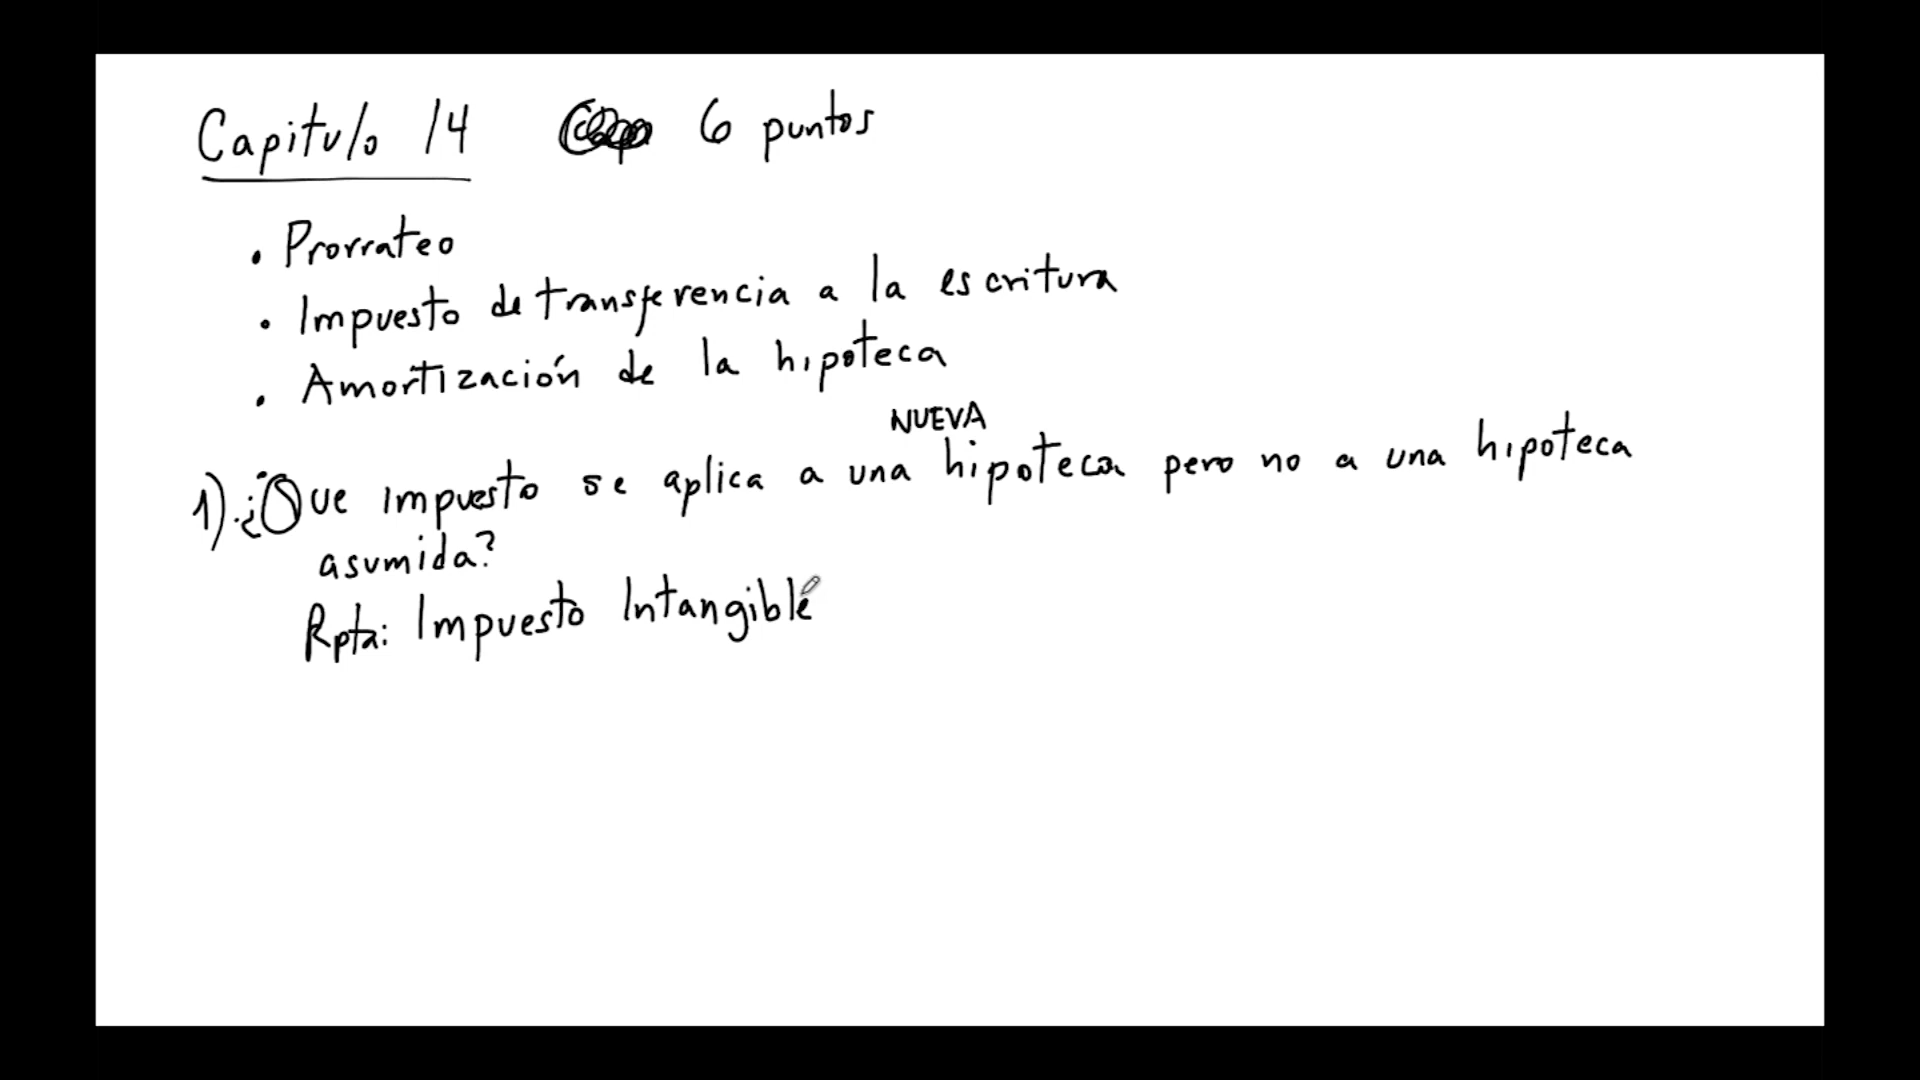 Capitulo 14 6 puntos
• Prorrateo
• Impuesto de transferencia a la escritura
• Amortización de la hipoteca
NUEVA
1) ¿Que impuesto se aplica a una hipoteca pero no a una hipoteca
asumida?
Rpta: Impuesto Intangible